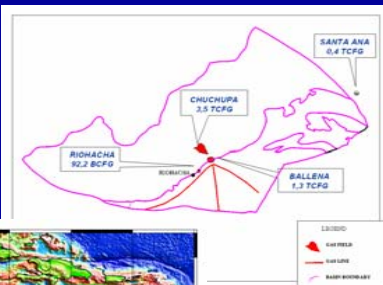 SANTA ANA
0,4 TCFG
CHUCHUPA
3,5 TCFG
RIOHACHA
92,2 BCFG
RIOHACHA
BALLENA
1,3 TCFG
LEGEND
GAS FIELD
GAS LINE
BASIN BOUNDARY